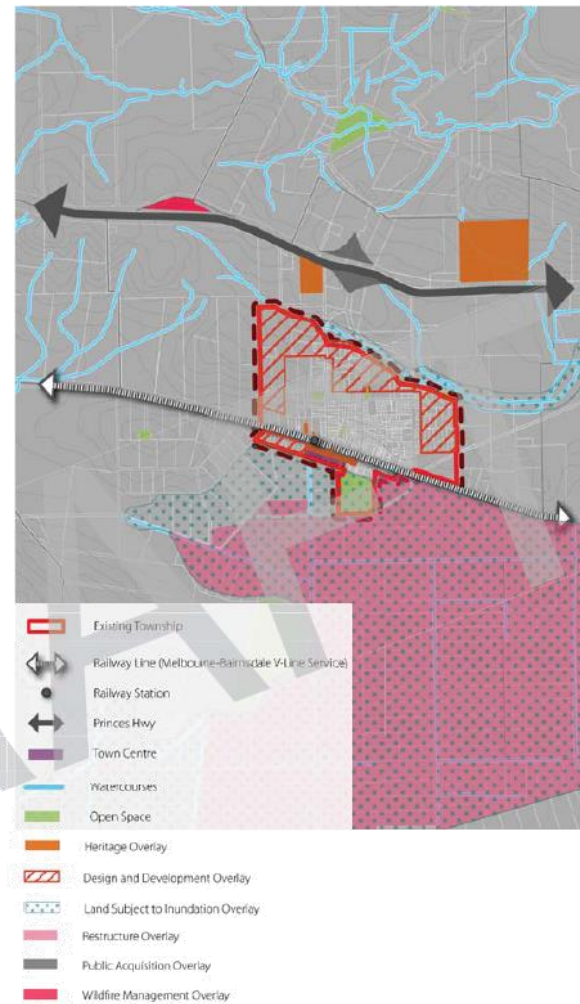 Existing Township
Railway Line (Melbourne-Bairnsdale V-Line Service)
Railway Station
Princes Hwy
Town Centre
Watercourses
Open Space
Heritage Overlay
Design and Development Overlay
Land Subject to Inundation Overlay
Restructure Overlay
Public Acquisition Overlay
Wildfire Management Overlay